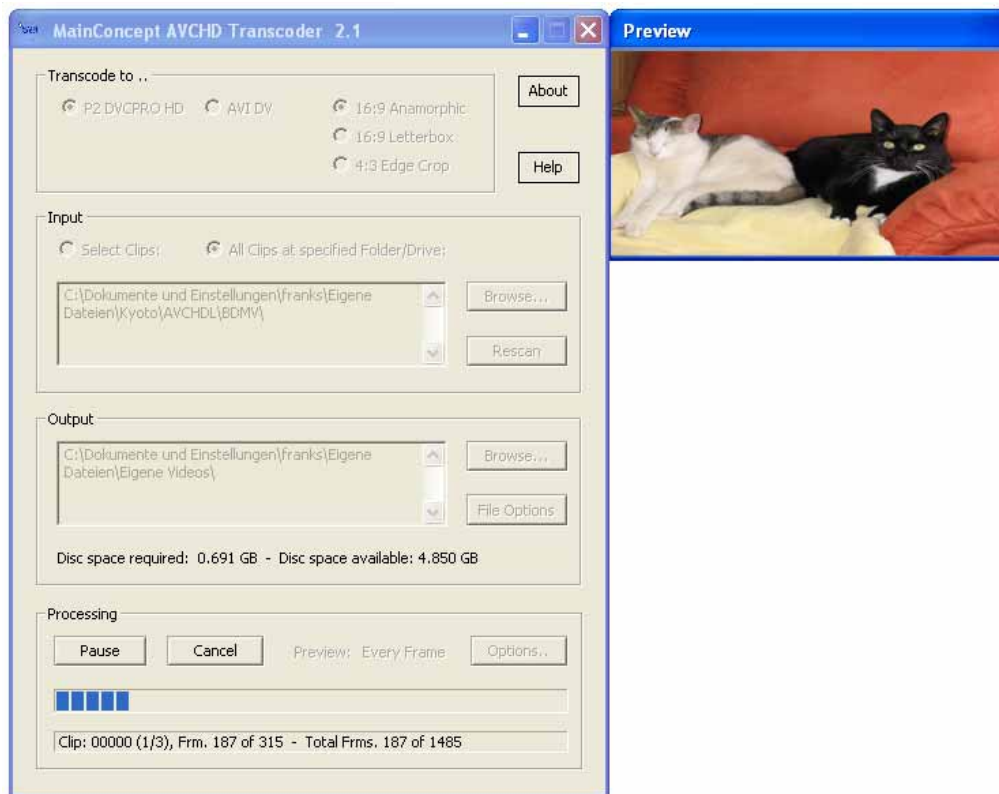 MainConcept AVCHD Transcoder 2.1
Preview
Transcode to ..
P2 DVCPRO HD
AVI DV
16:9 Anamorphic
16:9 Letterbox
4:3 Edge Crop
About
Help
Input
Select Clips:
All Clips at specified Folder/Drive:
C:\Dokumente und Einstellungen\franks\Eigene
Dateien\Kyoto\AVCHDL\BDMV\
Browse...
Rescan
Output
C:\Dokumente und Einstellungen\franks\Eigene
Dateien\Eigene Videos\
Browse...
File Options
Disc space required: 0.691 GB - Disc space available: 4.850 GB
Processing
Pause
Cancel
Preview: Every Frame
Options..
Clip: 00000 (1/3), Frm. 187 of 315 - Total Frms. 187 of 1485